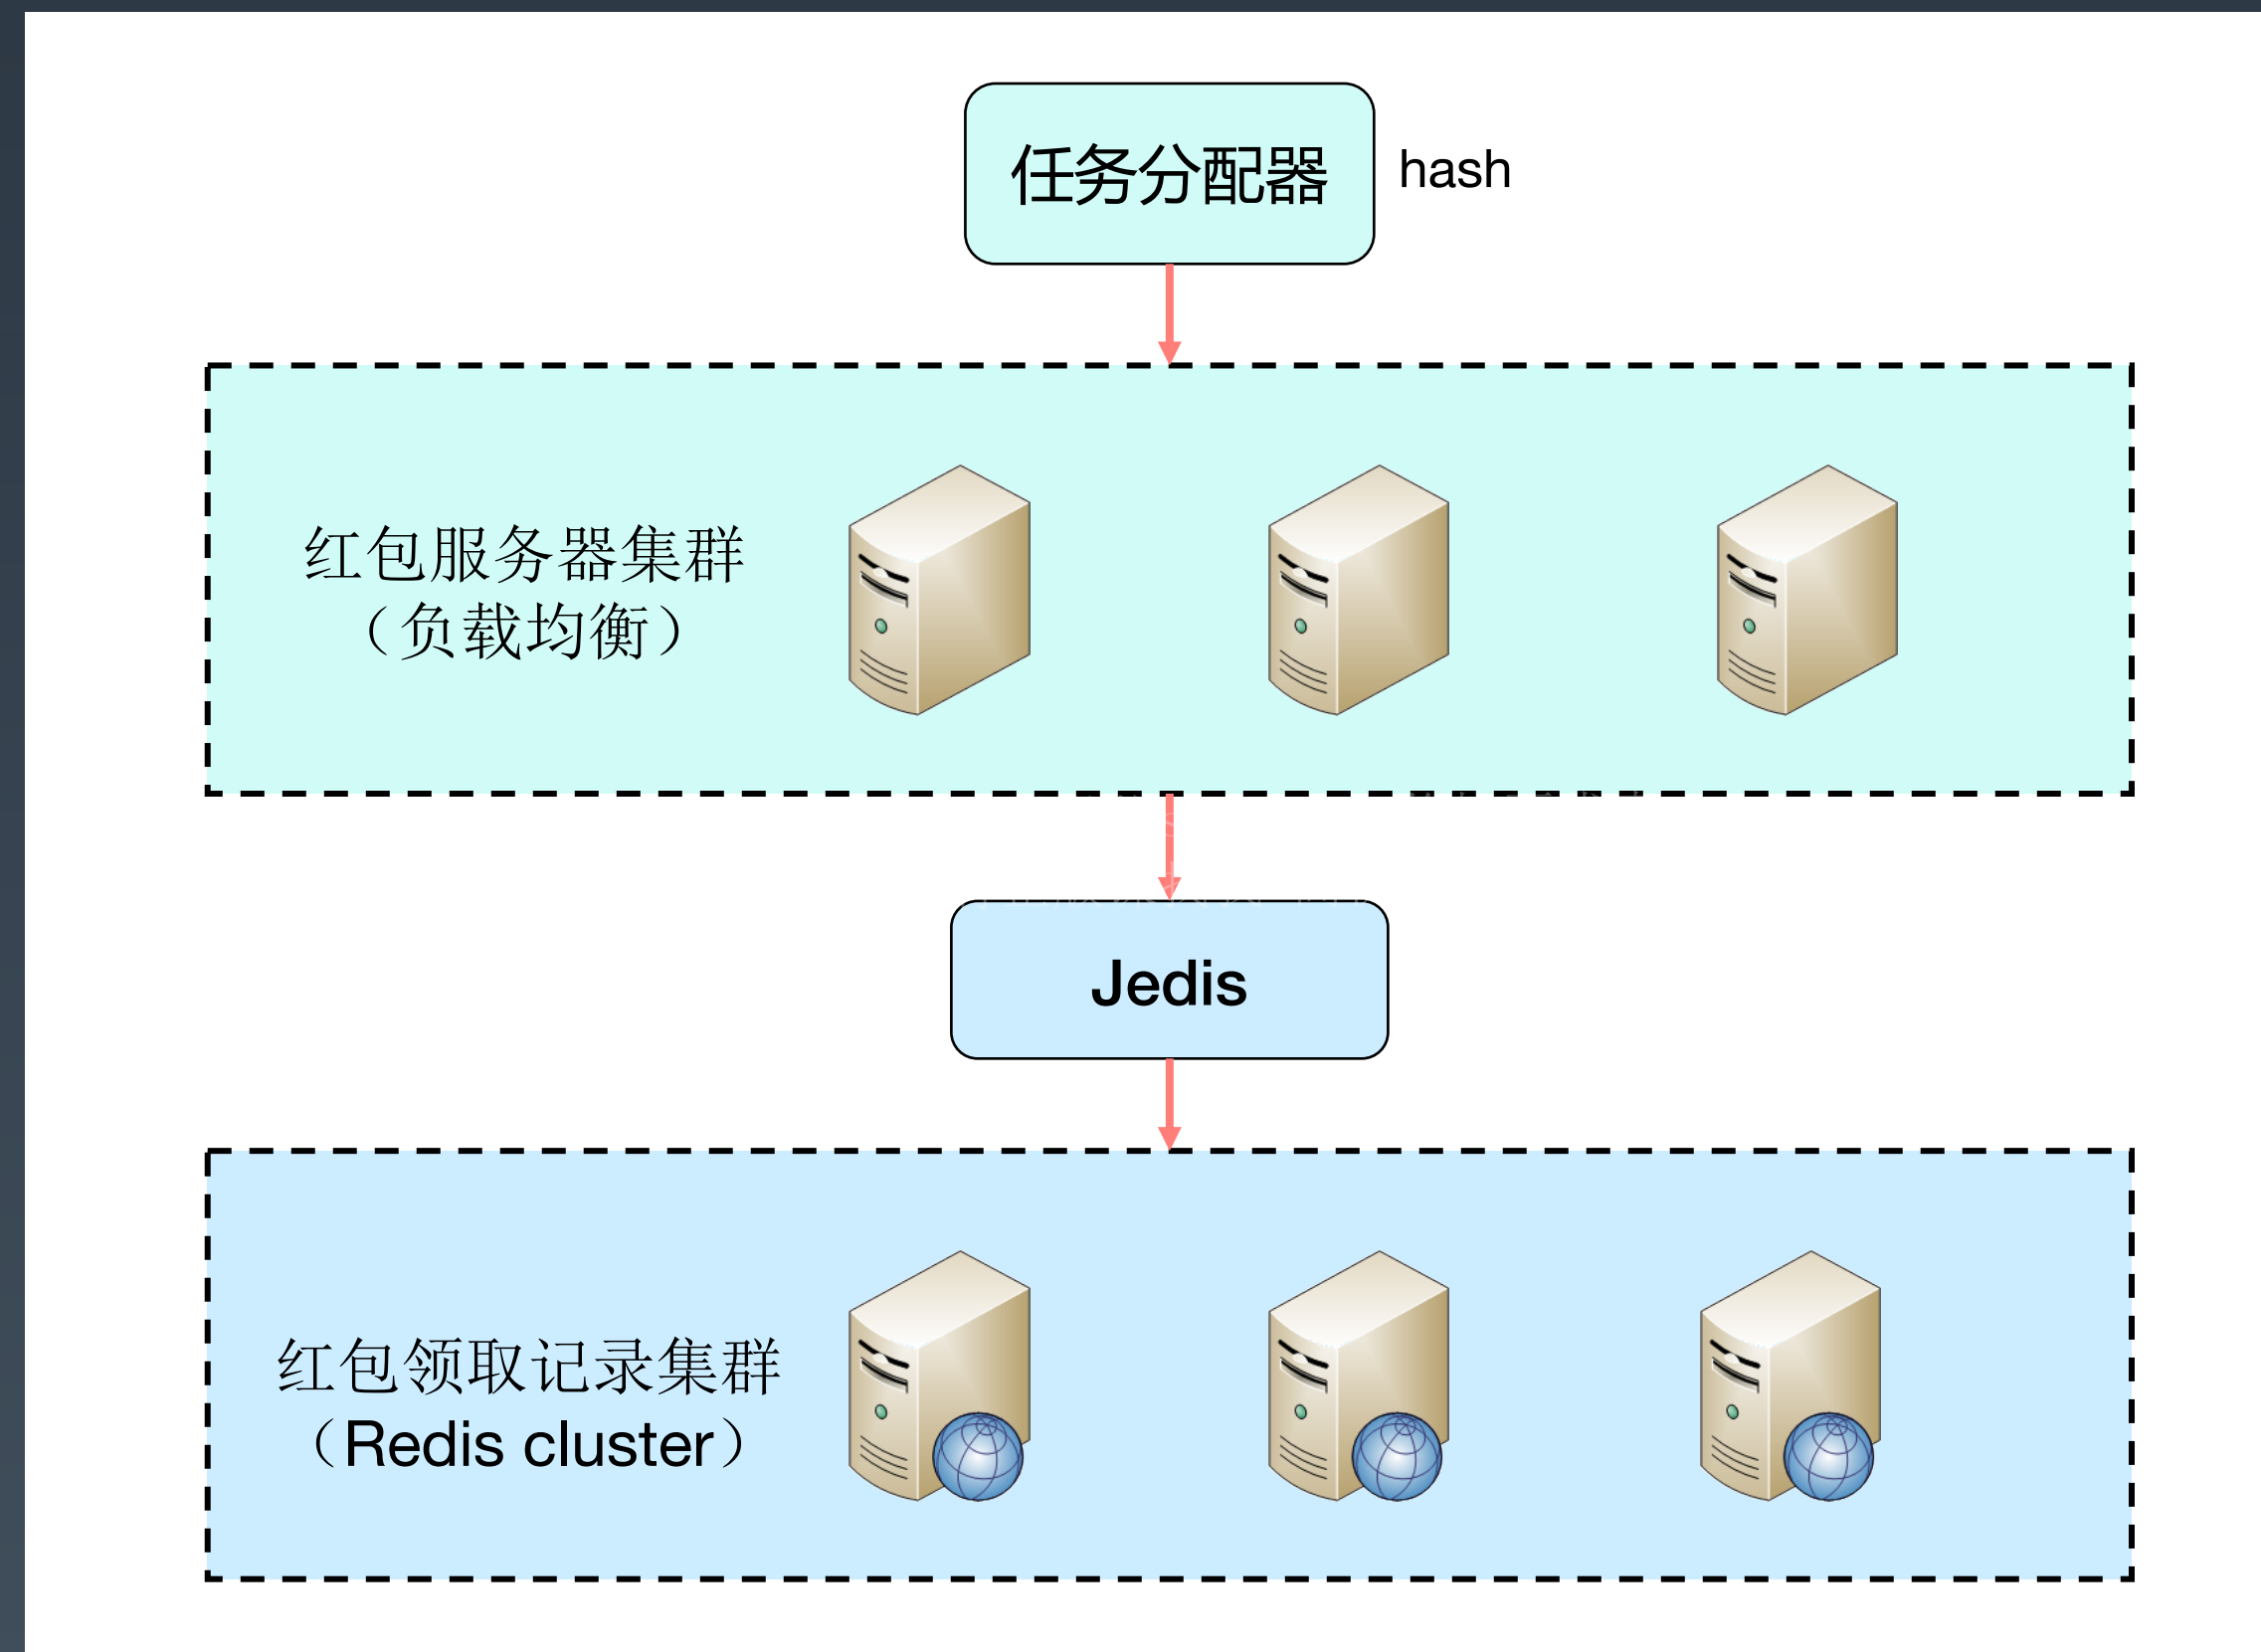 任务分配器
hash
红包服务器集群
（负载均衡）
Jedis
红包领取记录集群
（Redis cluster）